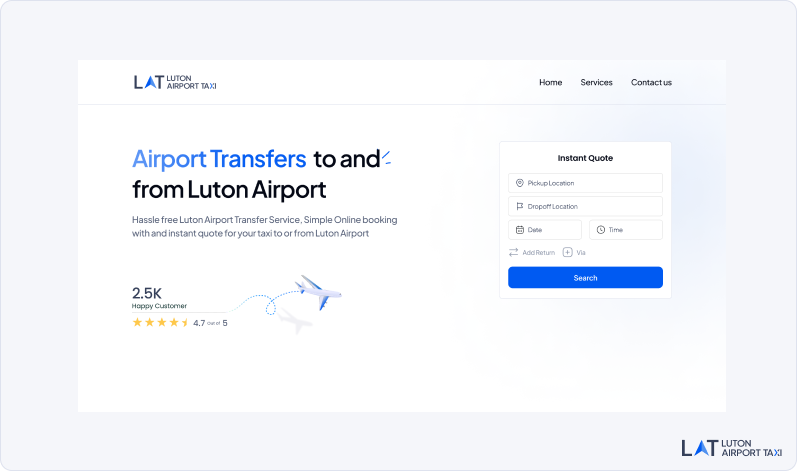 LAT LUTON
AIRPORT TAXI
Home Services Contact us
Airport Transfers to and
from Luton Airport
Hassle free Luton Airport Transfer Service, Simple Online booking
with and instant quote for your taxi to or from Luton Airport
2.5K
Happy Customer
4.7 Out of 5
Instant Quote
Pickup Location
Dropoff Location
Date Time
Add Return Via
Search
LAT LUTON
AIRPORT TAXI